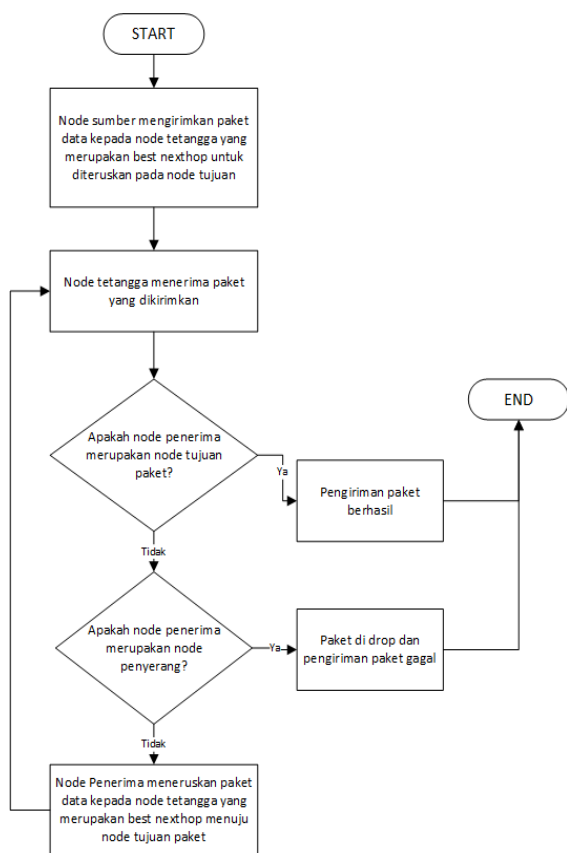 START
Node sumber mengirimkan paket
data kepada node tetangga yang
merupakan best nexthop untuk
diteruskan pada node tujuan
Node tetangga menerima paket
yang dikirimkan
Apakah node penerima
merupakan node tujuan
paket?
Ya
Pengiriman paket
berhasil
END
Tidak
Apakah node penerima
merupakan node
penyerang?
Ya
Paket di drop dan
pengiriman paket gagal
Tidak
Node Penerima meneruskan paket
data kepada node tetangga yang
merupakan best nexthop menuju
node tujuan paket